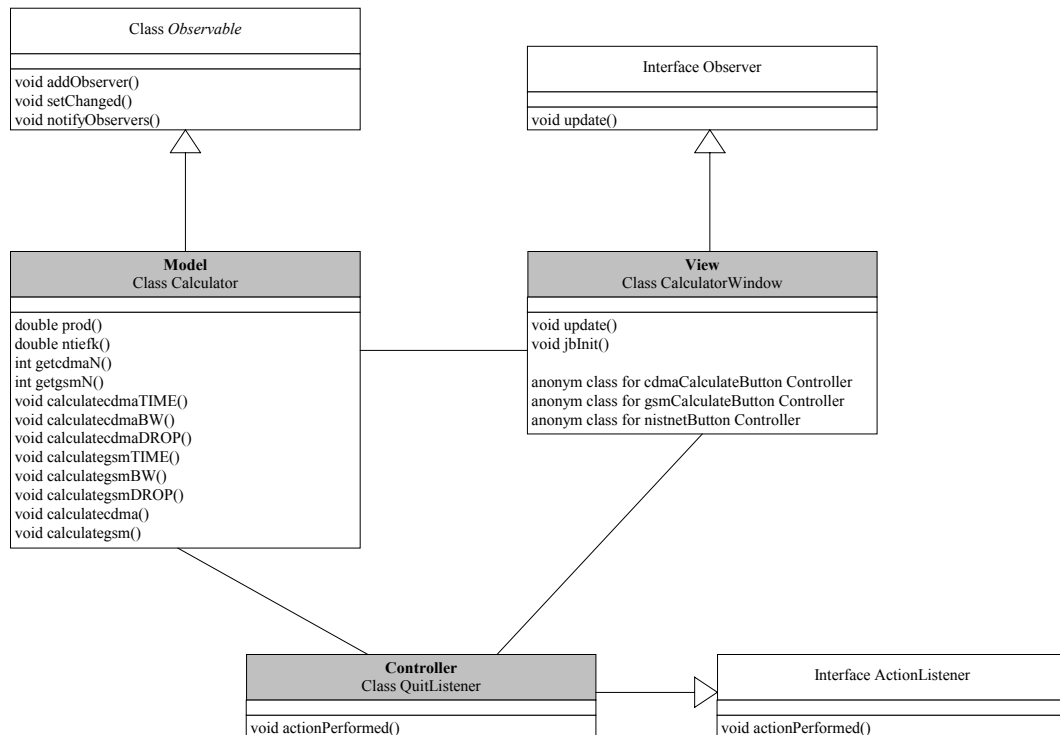 Class Observable
void addObserver()
void setChanged()
void notifyObservers()
Interface Observer
void update()
Model
Class Calculator
double prod()
double ntiefk()
int getcdmaN()
int getgsmN()
void calculatecdmaTIME()
void calculatecdmaBW()
void calculatecdmaDROP()
void calculategsmTIME()
void calculategsmBW()
void calculategsmDROP()
void calculatecdma()
void calculategsm()
View
Class CalculatorWindow
void update()
void jbInit()
anonym class for cdmaCalculateButton Controller
anonym class for gsmCalculateButton Controller
anonym class for nistnetButton Controller
Controller
Class QuitListener
void actionPerformed()
Interface ActionListener
void actionPerformed()